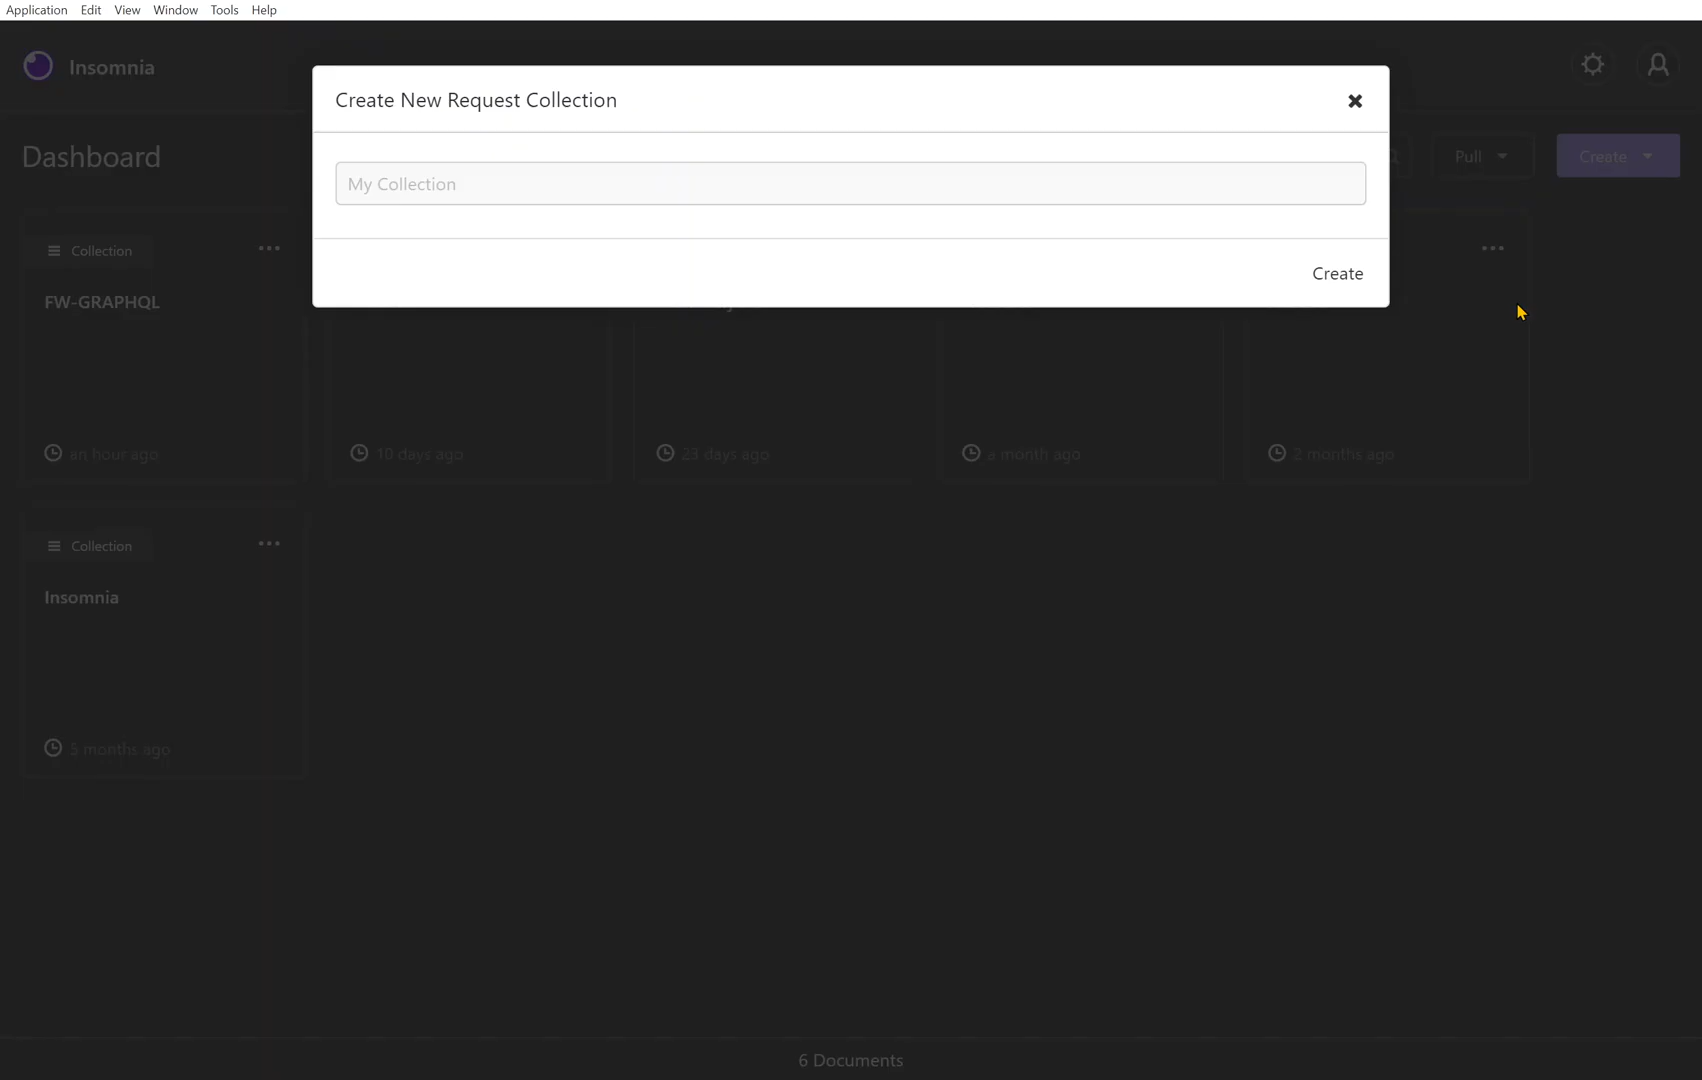 Application Edit View Window Tools Help
Insomnia
Create New Request Collection
Dashboard
Pull
Create
My Collection
Collection
Create
FW-GRAPHQL
an hour ago
10 days ago
23 days ago
a month ago
2 months ago
Collection
Insomnia
5 months ago
6 Documents